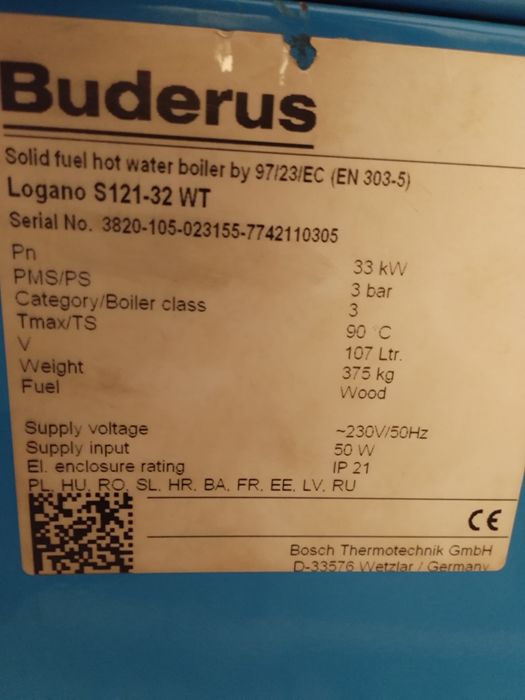 Buderus
Solid fuel hot water boiler by 97/23/EC (EN 303-5)
Logano S121-32 WT
Serial No. 3820-105-023155-7742110305
Pn 33 kW
PMS/PS 3 bar
Category/Boiler class 3
Tmax/TS 90 °C
V 107 Ltr.
Weight 375 kg
Fuel Wood
Supply voltage ~230V/50Hz
Supply input 50 W
El. enclosure rating IP 21
PL, HU, RO, SL, HR, BA, FR, EE, LV, RU
CE
Bosch Thermotechnik GmbH
D-33576 Wetzlar / Germany